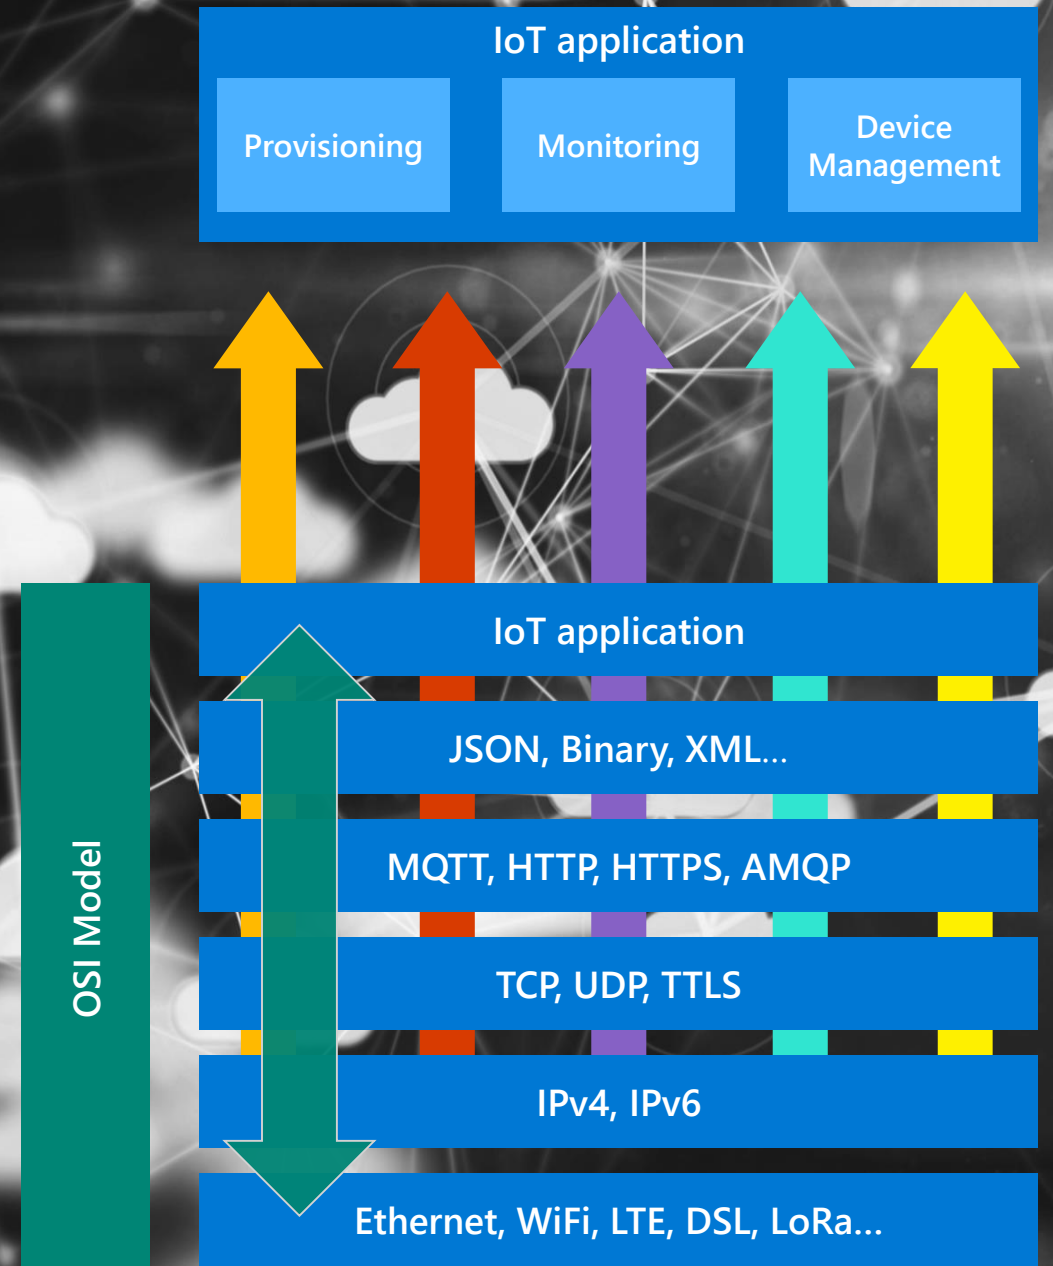 IoT application
Provisioning
Monitoring
Device
Management
OSI Model
IoT application
JSON, Binary, XML...
MQTT, HTTP, HTTPS, AMQP
TCP, UDP, TTLS
IPv4, IPv6
Ethernet, WiFi, LTE, DSL, LoRa...